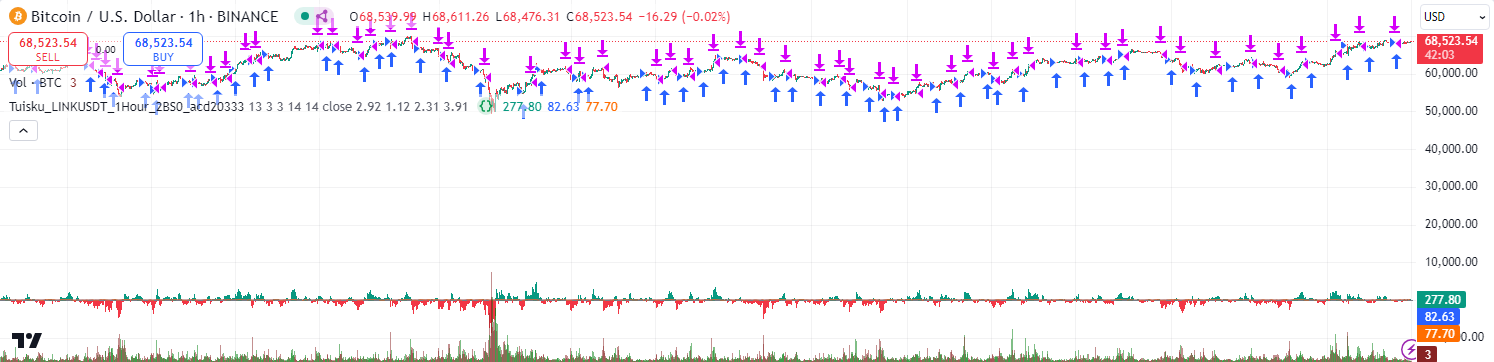 Bitcoin / U.S. Dollar · 1h · BINANCE O68,539.99 H68,611.26 L68,476.31 C68,523.54 −16.29 (−0.02%)
USD
68,523.54 SELL
0.00
68,523.54 BUY
68,523.54
42:03
Vol · BTC 3
60,000.00
Tuisku_LINKUSDT_1Hour_2BS0_acd20333 13 3 3 14 14 close 2.92 1.12 2.31 3.91 277.80 82.63 77.70
50,000.00
40,000.00
30,000.00
20,000.00
10,000.00
277.80
82.63
77.70
3